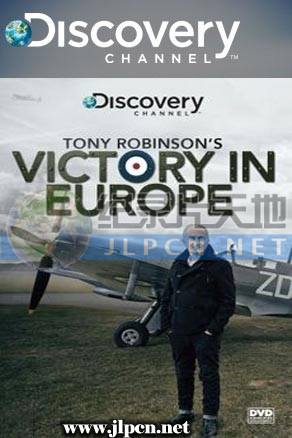 Discovery
CHANNEL™
Discovery
CHANNEL
TONY ROBINSON'S
VICTORY IN
EUROPE
纪录片天地
JLPCN.NET
ZD
DVD
www.jlpcn.net